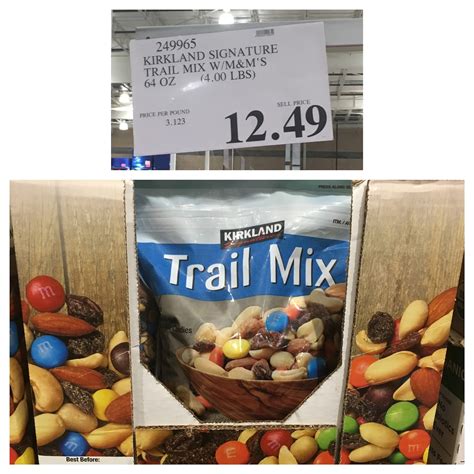 249965
KIRKLAND SIGNATURE
TRAIL MIX W/M&M'S
64 OZ (4.00 LBS)
PRICE PER POUND
3.123
SELL PRICE
12.49
KIRKLAND
Signature
Trail Mix
m
m
m
Best Before: